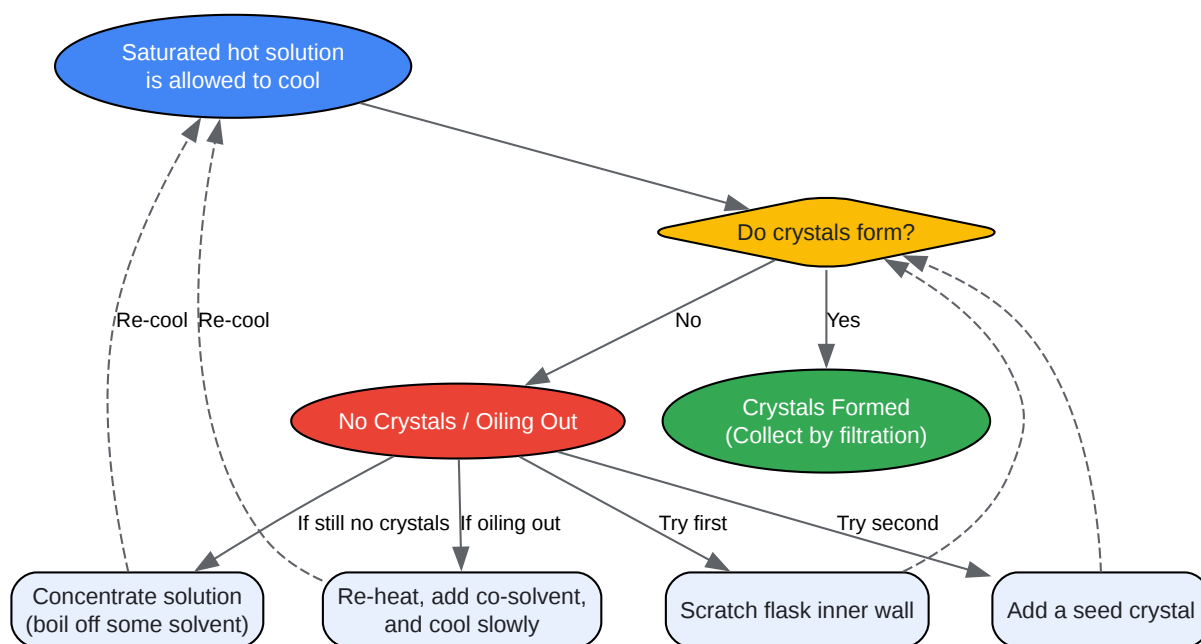 Saturated hot solution
is allowed to cool
Do crystals form?
Re-cool
Re-cool
No
Yes
No Crystals / Oiling Out
Crystals Formed
(Collect by filtration)
If still no crystals
If oiling out
Try first
Try second
Concentrate solution
(boil off some solvent)
Re-heat, add co-solvent,
and cool slowly
Scratch flask inner wall
Add a seed crystal